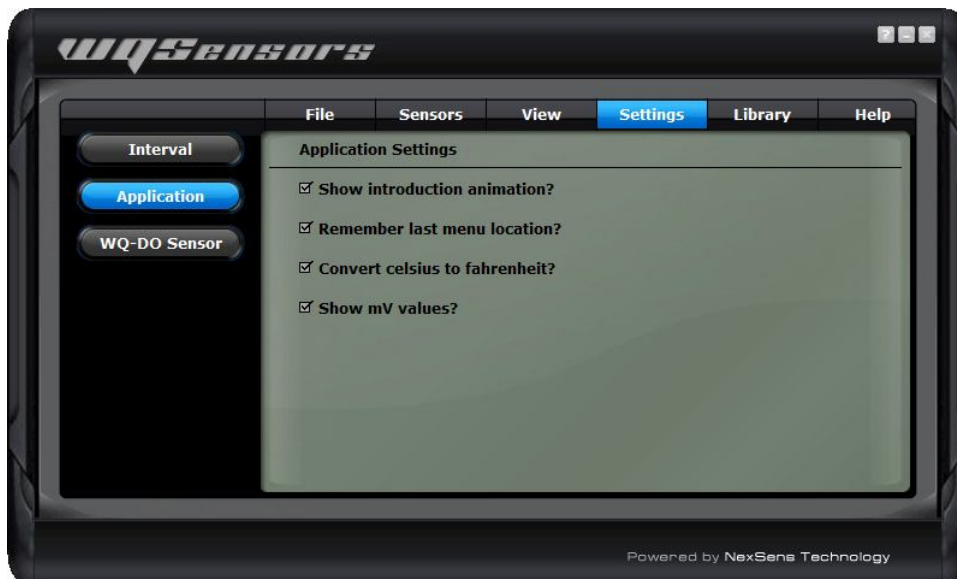 WQSensors
? - X
File Sensors View Settings Library Help
Interval
Application
WQ-DO Sensor
Application Settings
Show introduction animation?
Remember last menu location?
Convert celsius to fahrenheit?
Show mV values?
Powered by NexSens Technology